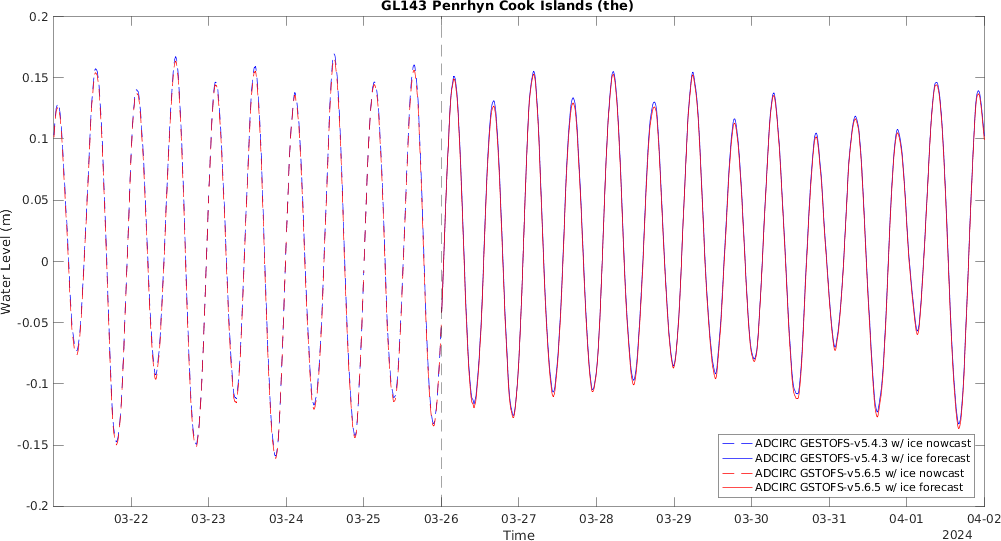 GL143 Penrhyn Cook Islands (the)
0.2
0.15
0.1
0.05
0
-0.05
-0.1
-0.15
-0.2
Water Level (m)
ADCIRC GESTOFS-v5.4.3 w/ ice nowcast
ADCIRC GESTOFS-v5.4.3 w/ ice forecast
ADCIRC GSTOFS-v5.6.5 w/ ice nowcast
ADCIRC GSTOFS-v5.6.5 w/ ice forecast
03-22 03-23 03-24 03-25 03-26 03-27 03-28 03-29 03-30 03-31 04-01 04-02
Time
2024